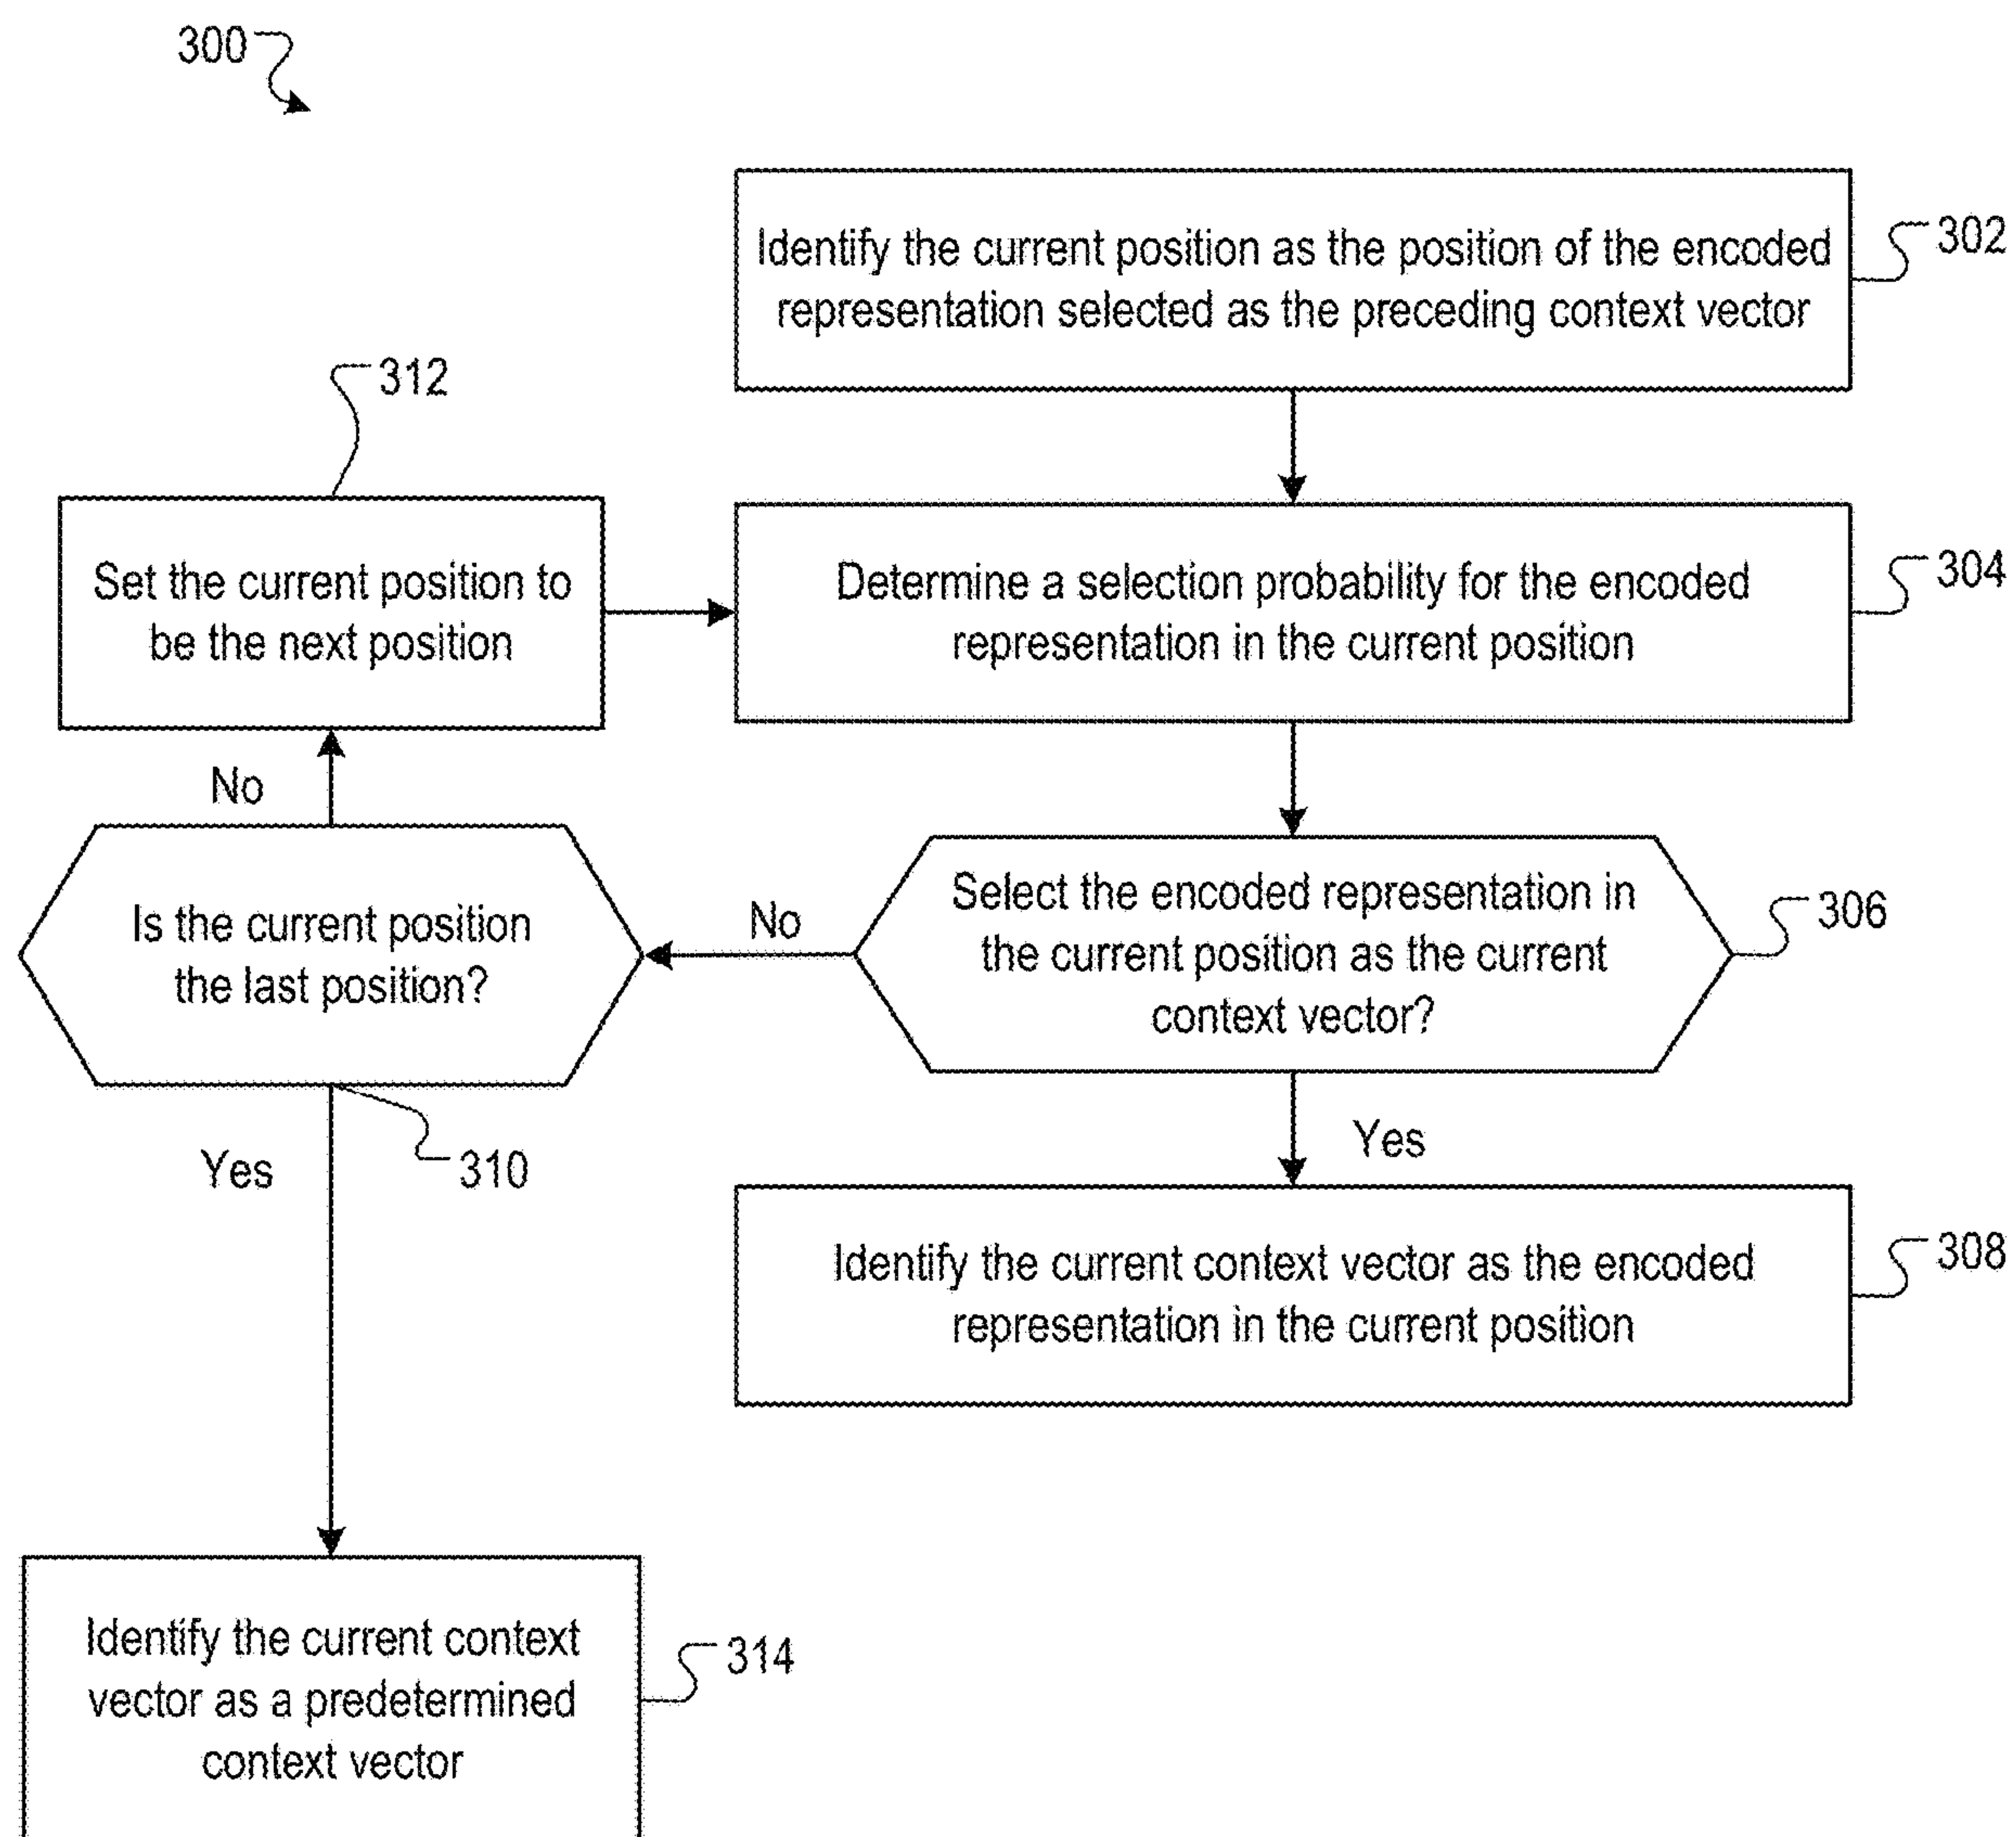 300
Identify the current position as the position of the encoded
representation selected as the preceding context vector
302
312
Set the current position to
be the next position
Determine a selection probability for the encoded
representation in the current position
304
No
Is the current position
the last position?
No
Select the encoded representation in
the current position as the current
context vector?
306
Yes
310
Yes
Identify the current context vector as the encoded
representation in the current position
308
Identify the current context
vector as a predetermined
context vector
314